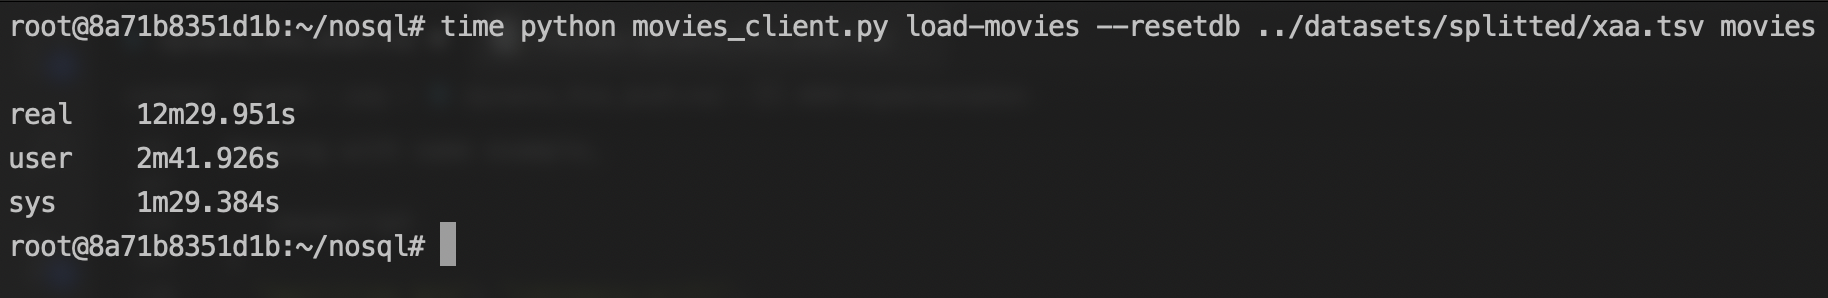 root@8a71b8351d1b:~/nosql# time python movies_client.py load-movies --resetdb ../datasets/splitted/xaa.tsv movies
real    12m29.951s
user    2m41.926s
sys     1m29.384s
root@8a71b8351d1b:~/nosql#